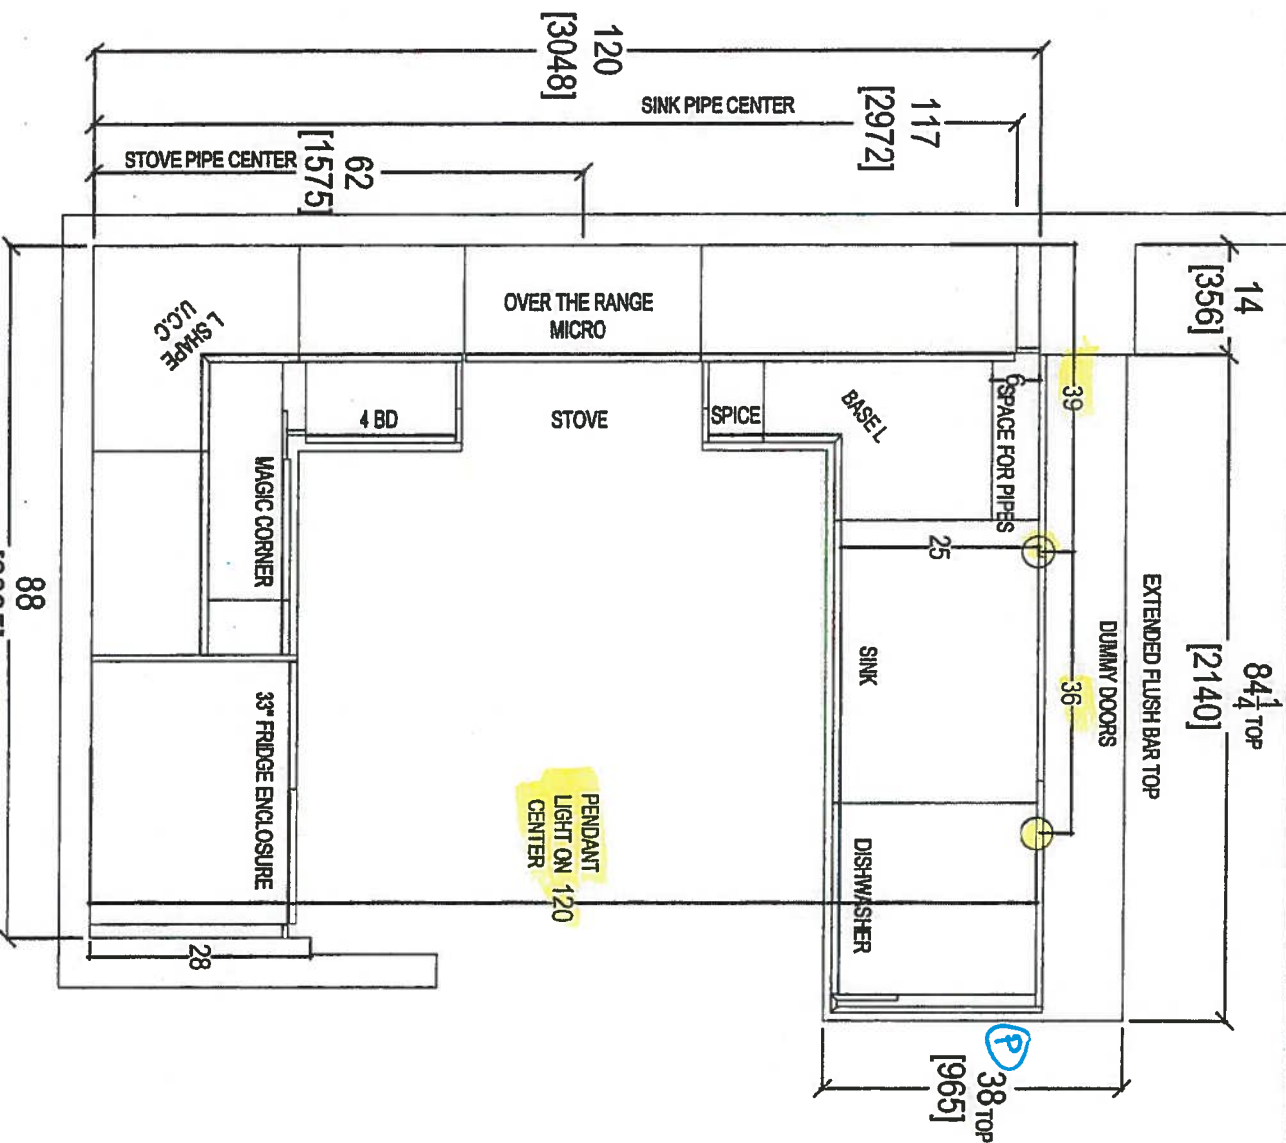 120
[3048]
117
[2972]
SINK PIPE CENTER
62
[1575]
STOVE PIPE CENTER
14
[356]
84 1/4 TOP
[2140]
EXTENDED FLUSH BAR TOP
DUMMY DOORS
39
36
OVER THE RANGE
MICRO
L SHAPE
U.C.C
4 BD
STOVE
SPICE
BASE L
6
SPACE FOR PIPES
MAGIC CORNER
25
SINK
33" FRIDGE ENCLOSURE
PENDANT
LIGHT ON
CENTER
120
DISHWASHER
28
88
P
38 TOP
[965]